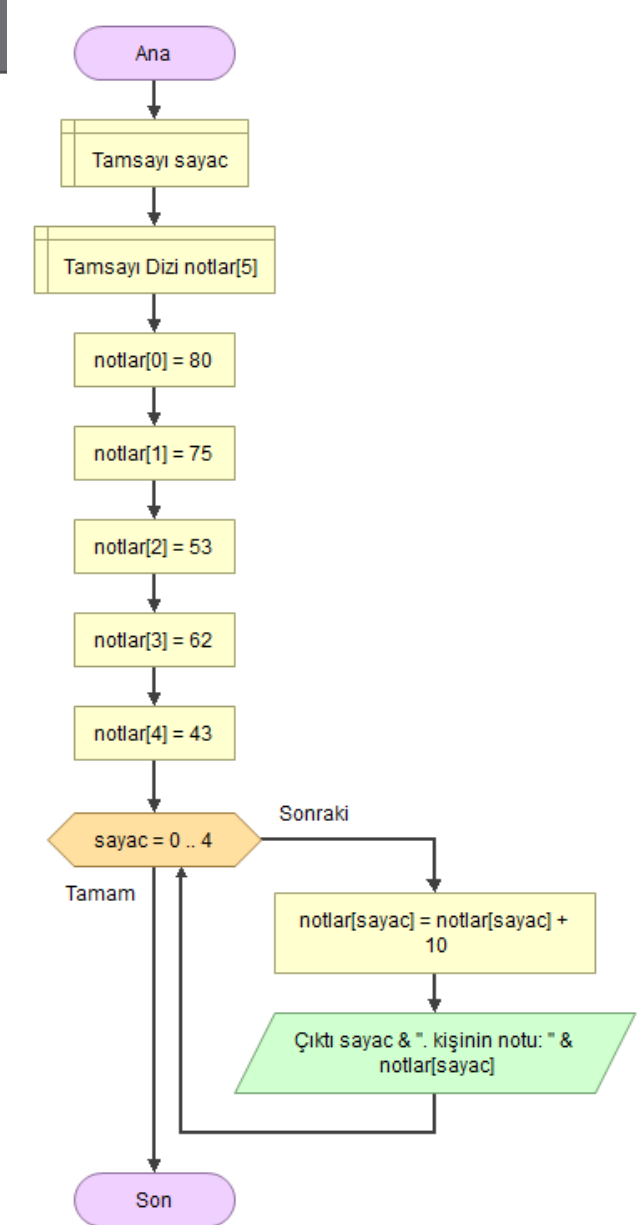 Ana
Tamsayı sayac
Tamsayı Dizi notlar[5]
notlar[0] = 80
notlar[1] = 75
notlar[2] = 53
notlar[3] = 62
notlar[4] = 43
sayac = 0 .. 4
Sonraki
Tamam
notlar[sayac] = notlar[sayac] +
10
Çıktı sayac & ". kişinin notu: " &
notlar[sayac]
Son